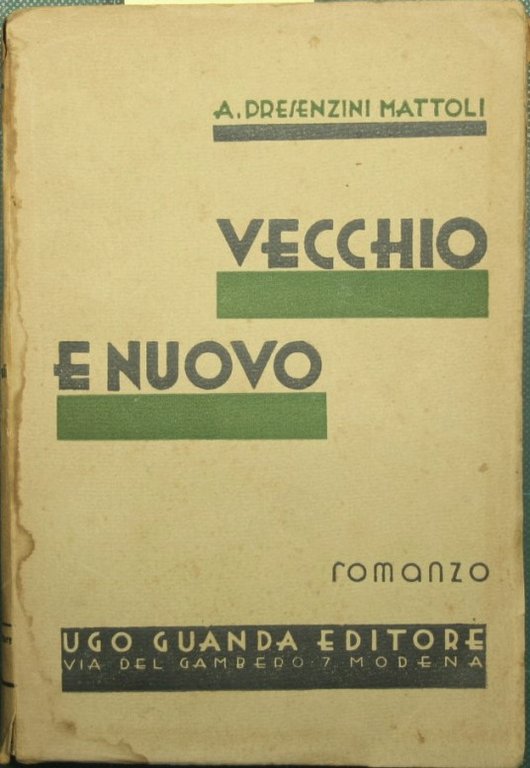 A. PRESENZINI MATTOLI
VECCHIO
E NUOVO
romanzo
UGO GUANDA EDITORE
VIA DEL GAMBERO 7 MODENA